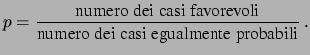 p = numero dei casi favorevoli / numero dei casi egualmente probabili .